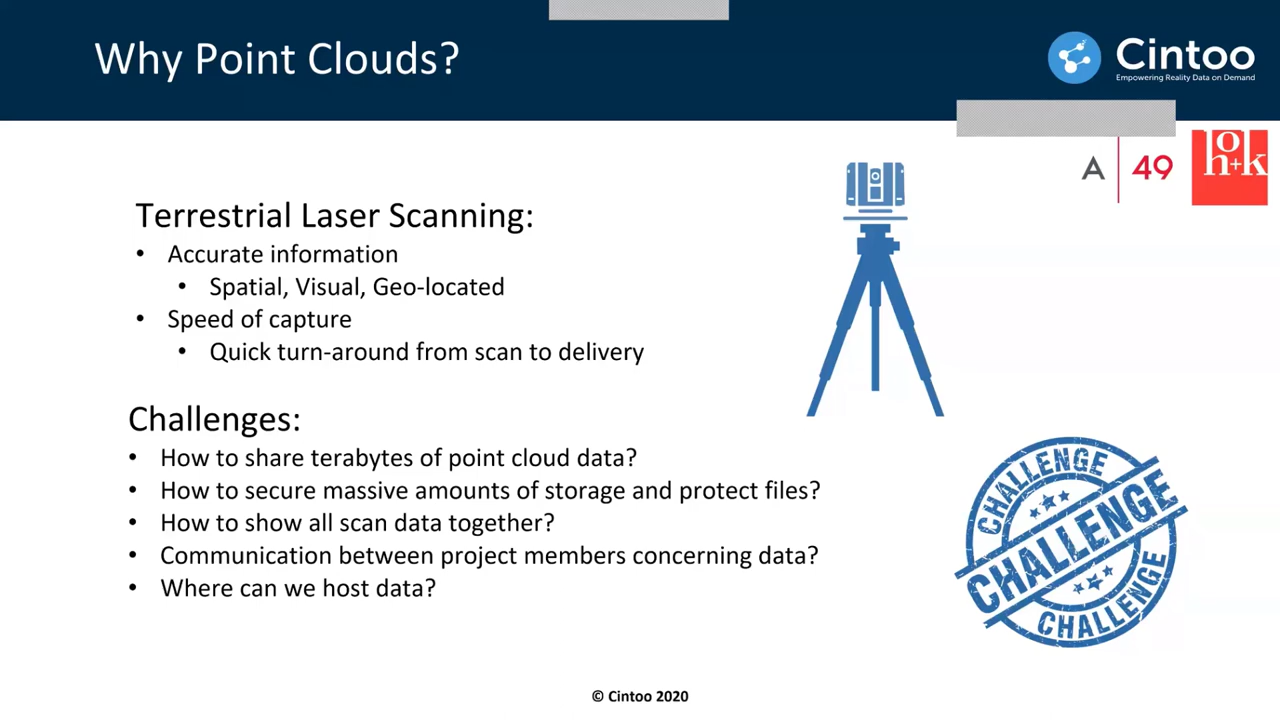 Why Point Clouds?
Cintoo
Empowering Reality Data on Demand
A | 49
h o + k
Terrestrial Laser Scanning:
• Accurate information
• Spatial, Visual, Geo-located
• Speed of capture
• Quick turn-around from scan to delivery
Challenges:
• How to share terabytes of point cloud data?
• How to secure massive amounts of storage and protect files?
• How to show all scan data together?
• Communication between project members concerning data?
• Where can we host data?
CHALLENGE
CHALLENGE
CHALLENGE
© Cintoo 2020